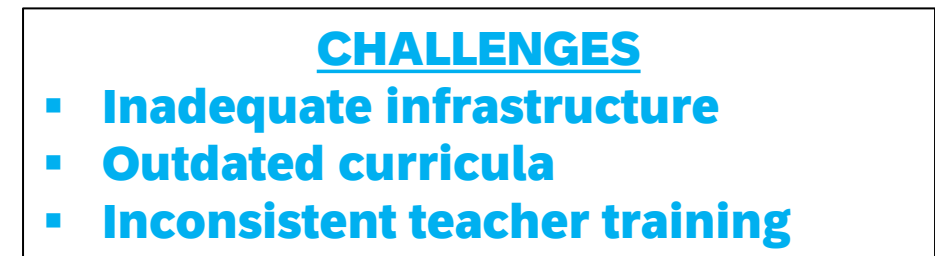 CHALLENGES
▪ Inadequate infrastructure
▪ Outdated curricula
▪ Inconsistent teacher training